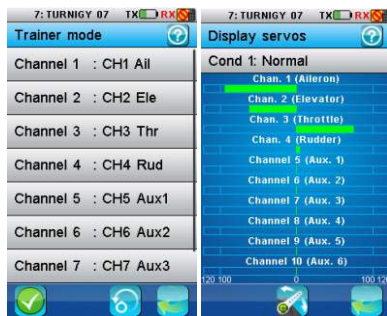 7: TURNIGY 07 TX RX
Trainer mode
Channel 1 : CH1 Ail
Channel 2 : CH2 Ele
Channel 3 : CH3 Thr
Channel 4 : CH4 Rud
Channel 5 : CH5 Aux1
Channel 6 : CH6 Aux2
Channel 7 : CH7 Aux3
7: TURNIGY 07 TX RX
Display servos
Cond 1: Normal
Chan. 1 (Aileron)
Chan. 2 (Elevator)
Chan. 3 (Throttle)
Chan. 4 (Rudder)
Channel 5 (Aux. 1)
Channel 6 (Aux. 2)
Channel 7 (Aux. 3)
Channel 8 (Aux. 4)
Channel 9 (Aux. 5)
Channel 10 (Aux. 6)
120 100 0 100 12